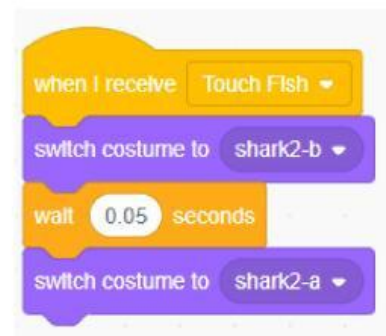 when I receive Touch FIsh
switch costume to shark2-b
wait 0.05 seconds
switch costume to shark2-a